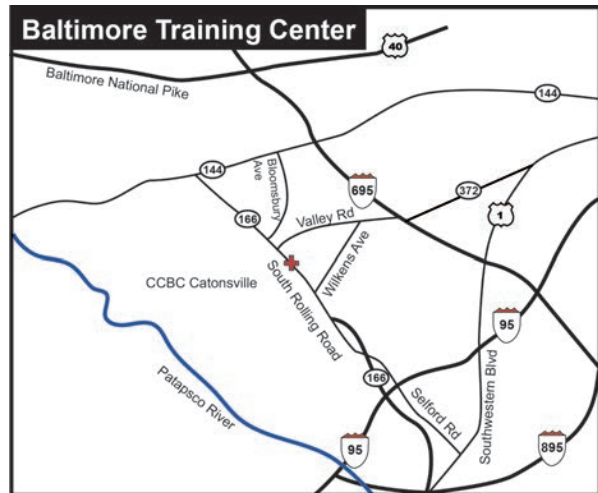 Baltimore Training Center
40
Baltimore National Pike
144
144
Bloomsbury
Ave
695
372
166
Valley Rd
1
Wilkens Ave
CCBC Catonsville
South Rolling Road
95
166
Selford Rd
Southwestern Blvd
Patapsco River
95
895